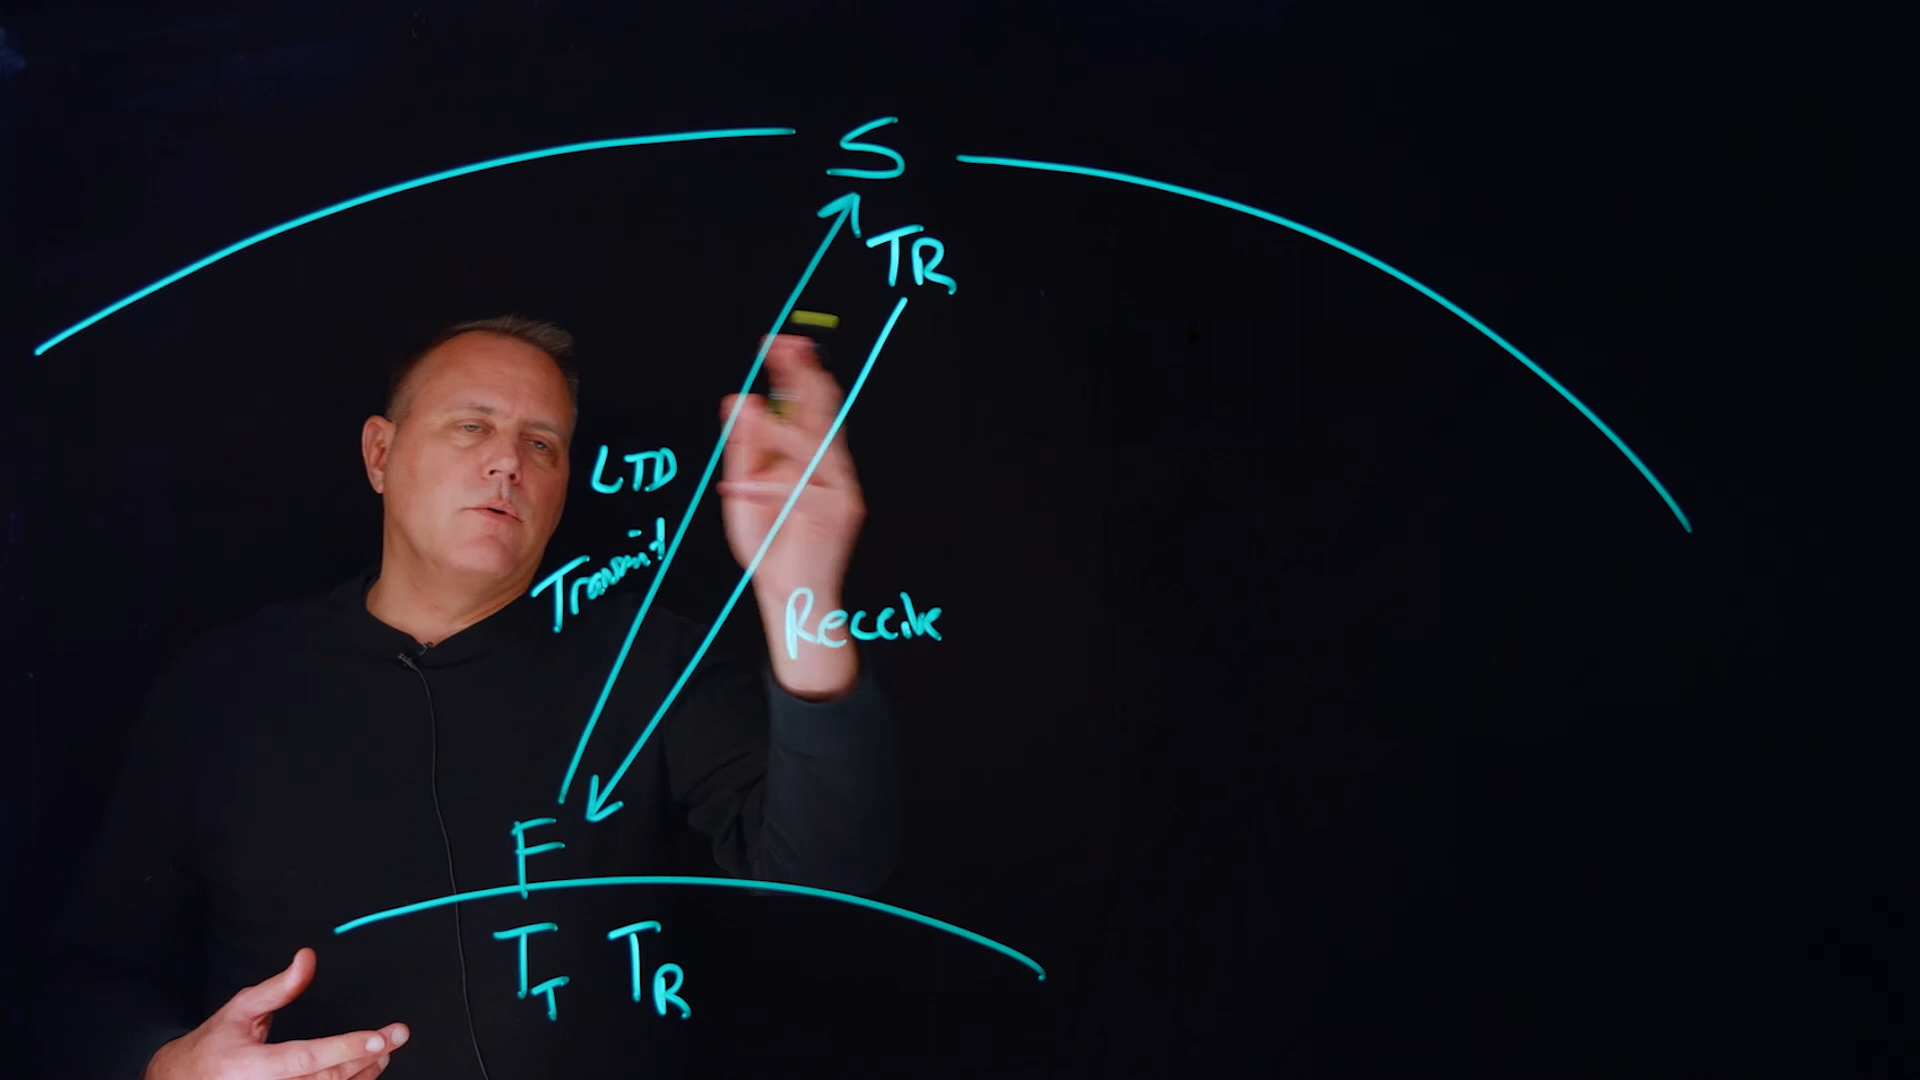 S
TR
LTD
Transmit
Receive
F
TT TR